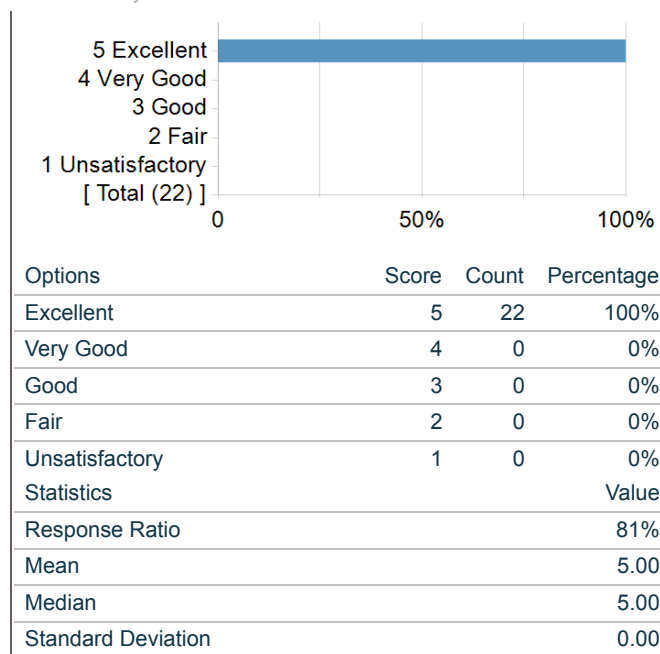 5 Excellent
4 Very Good
3 Good
2 Fair
1 Unsatisfactory
[ Total (22) ]
0 50% 100%
Options Score Count Percentage
Excellent 5 22 100%
Very Good 4 0 0%
Good 3 0 0%
Fair 2 0 0%
Unsatisfactory 1 0 0%
Statistics Value
Response Ratio 81%
Mean 5.00
Median 5.00
Standard Deviation 0.00